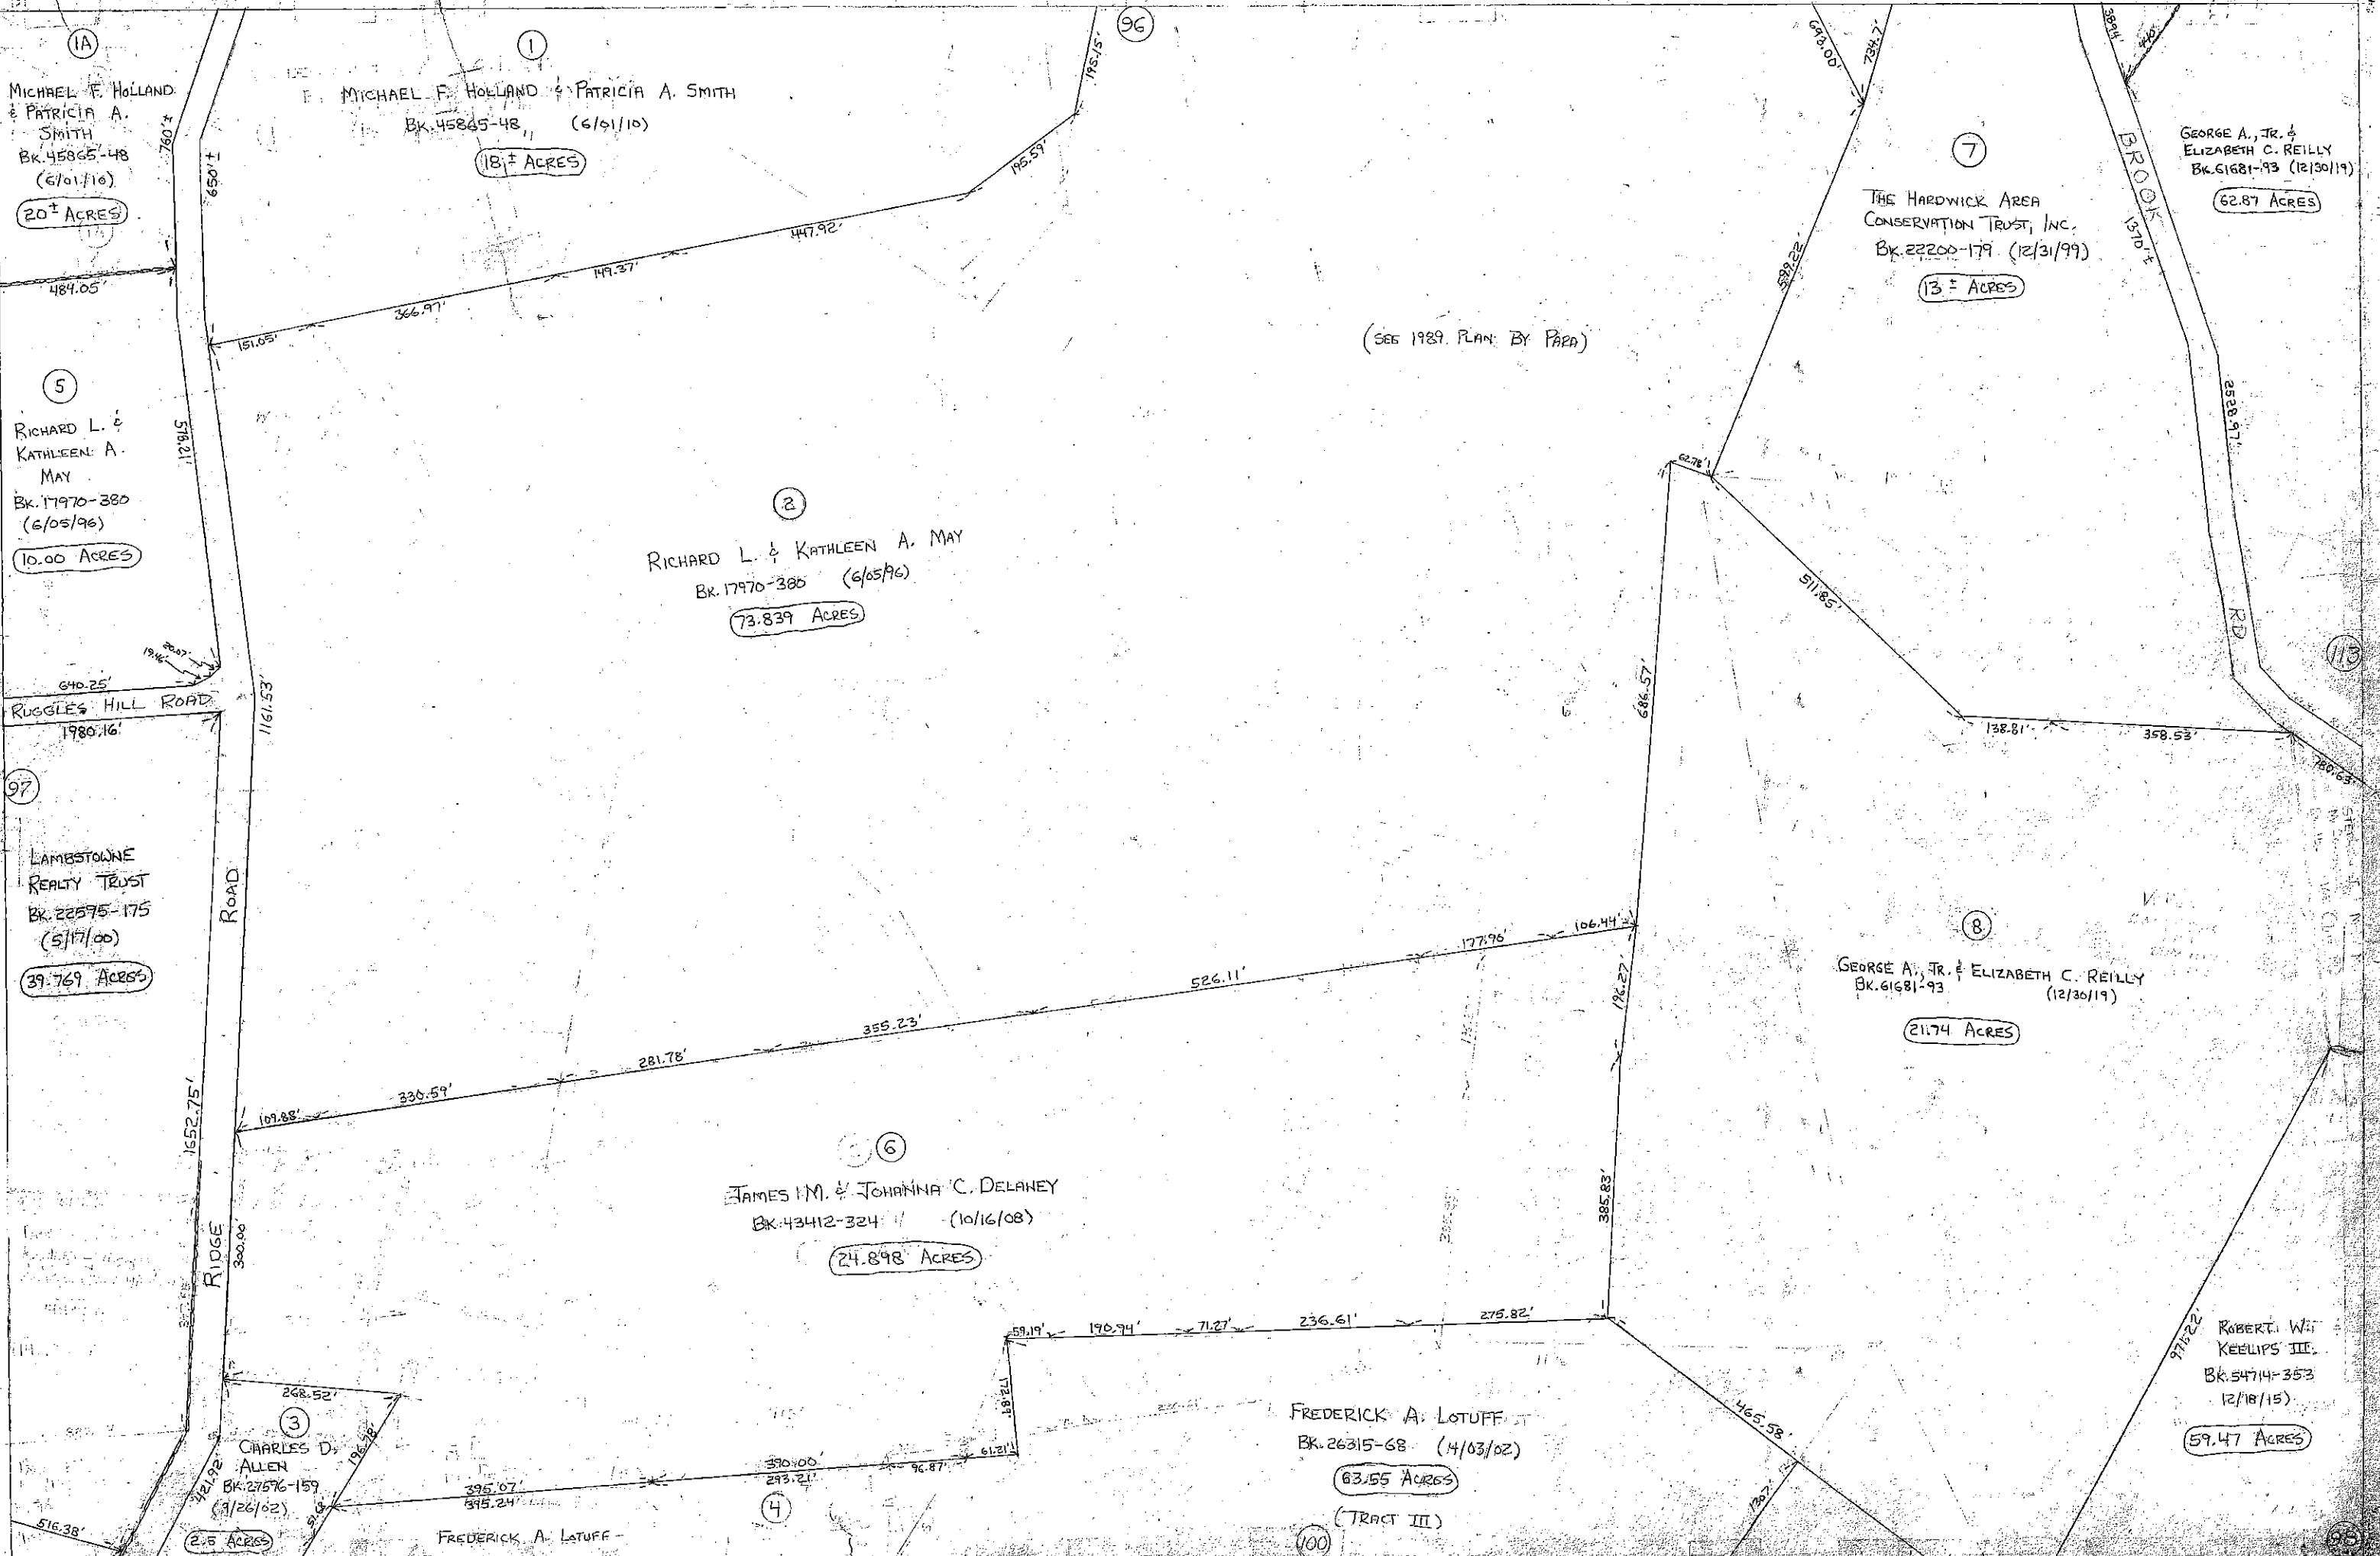 1A
MICHAEL F. HOLLAND
& PATRICIA A.
SMITH
BK.45865-48
(6/01/10)
20± ACRES
760'±
650'±
484.05'
1
MICHAEL F. HOLLAND & PATRICIA A. SMITH
BK.45865-48 (6/01/10)
18± ACRES
96
195.15'
195.59'
447.92'
149.37'
366.97'
151.05'
693.00'
734.7'
7
THE HARDWICK AREA
CONSERVATION TRUST, INC.
BK.22200-179 (12/31/99)
13± ACRES
599.22'
BROOK
RD
1370'±
2528.97'
GEORGE A., JR. &
ELIZABETH C. REILLY
BK.61681-93 (12/30/19)
62.87 ACRES
(SEE 1989 PLAN BY PARA)
5
RICHARD L. &
KATHLEEN A.
MAY
BK.17970-380
(6/05/96)
10.00 ACRES
578.21'
20.07'
19.46'
640.25'
RUGGLES HILL ROAD
1980.16'
1161.53'
2
RICHARD L. & KATHLEEN A. MAY
BK.17970-380 (6/05/96)
73.839 ACRES
62.78'
511.85'
686.57'
138.81'
358.53'
780.63'
113
97
LAMBSTOWNE
REALTY TRUST
BK.22595-175
(5/17/00)
39.769 ACRES
ROAD
RIDGE
1652.75'
300.00'
109.88'
330.59'
281.78'
355.23'
526.11'
177.96'
106.44'
196.27'
385.83'
8
GEORGE A., JR. & ELIZABETH C. REILLY
BK.61681-93 (12/30/19)
21.74 ACRES
6
JAMES M. & JOHANNA C. DELANEY
BK.43412-324 (10/16/08)
24.898 ACRES
59.19'
190.94'
71.27'
236.61'
275.82'
172.89'
61.21'
96.87'
390.00'
293.21'
395.07'
395.24'
268.52'
196.78'
3
CHARLES D.
ALLEN
BK.27596-159
(9/26/02)
2.5 ACRES
421.92'
516.38'
4
FREDERICK A. LOTUFF
FREDERICK A. LOTUFF
BK.26315-68 (4/03/02)
63.55 ACRES
(TRACT III)
100
465.58'
1307'
971.22'
ROBERT W.
KEELIPS III
BK.54714-353
12/18/15)
59.47 ACRES
98